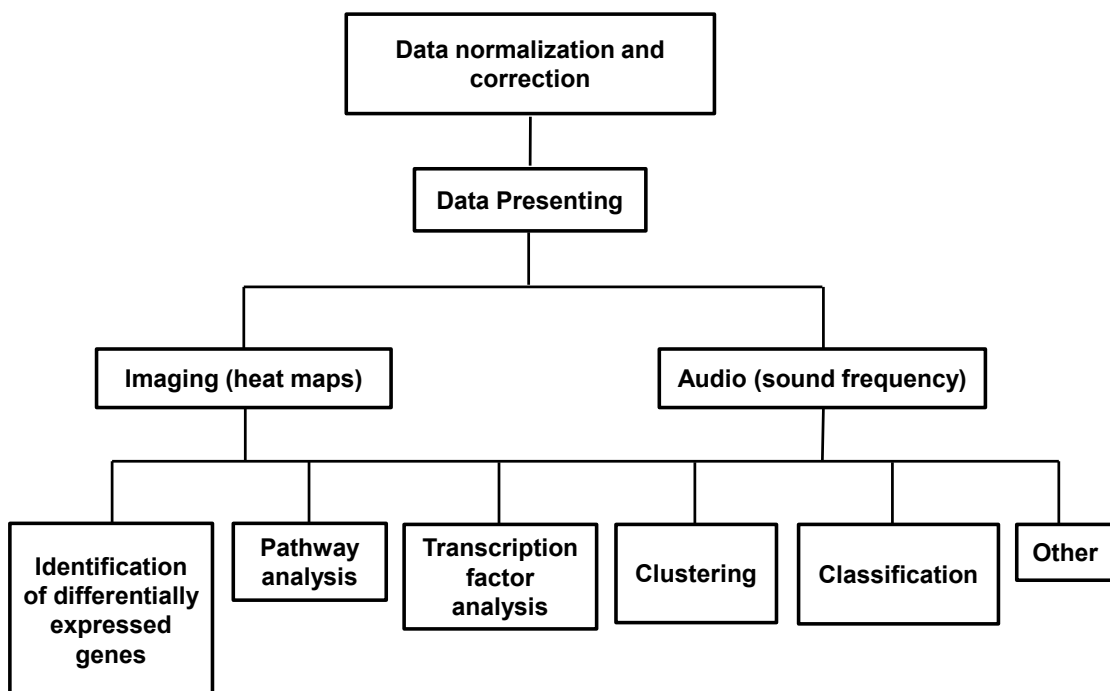 Data normalization and
correction
Data Presenting
Imaging (heat maps)
Audio (sound frequency)
Identification
of differentially
expressed
genes
Pathway
analysis
Transcription
factor
analysis
Clustering
Classification
Other